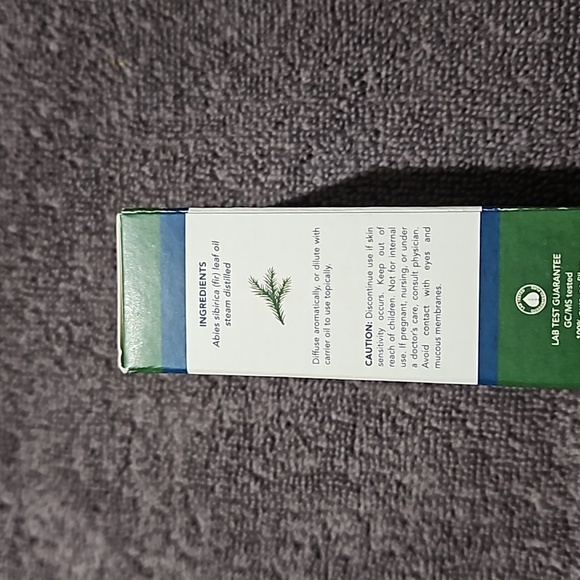 INGREDIENTS
Abies sibirica (fir) leaf oil
steam distilled
Diffuse aromatically, or dilute with
carrier oil to use topically.
CAUTION: Discontinue use if skin
sensitivity occurs. Keep out of
reach of children. Not for internal
use. If pregnant, nursing, or under
a doctor's care, consult physician.
Avoid contact with eyes and
mucous membranes.
LAB TEST GUARANTEE
GC/MS tested
100%